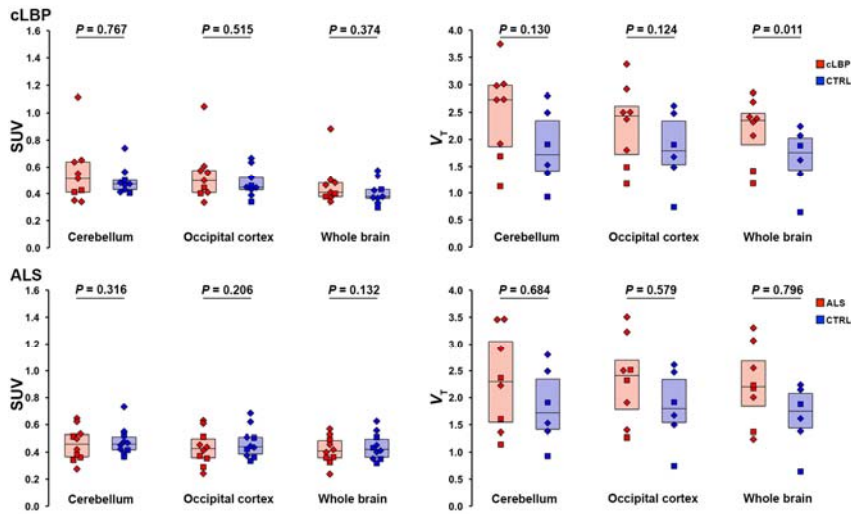 cLBP
P = 0.767 P = 0.515 P = 0.374
1.6
1.4
1.2
1.0
0.8
0.6
0.4
0.2
0.0
SUV
Cerebellum Occipital cortex Whole brain
P = 0.130 P = 0.124 P = 0.011
4.0
3.5
3.0
2.5
2.0
1.5
1.0
0.5
0.0
VT
cLBP
CTRL
Cerebellum Occipital cortex Whole brain
ALS
P = 0.316 P = 0.206 P = 0.132
1.6
1.4
1.2
1.0
0.8
0.6
0.4
0.2
0.0
SUV
Cerebellum Occipital cortex Whole brain
P = 0.684 P = 0.579 P = 0.796
4.0
3.5
3.0
2.5
2.0
1.5
1.0
0.5
0.0
VT
ALS
CTRL
Cerebellum Occipital cortex Whole brain